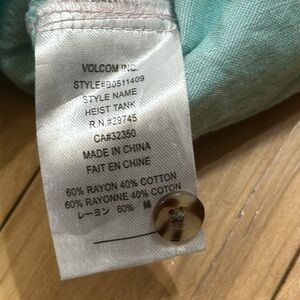 VOLCOM INC.
STYLE#B0511409
STYLE NAME
HEIST TANK
R.N.#29745
CA#32350
MADE IN CHINA
FAIT EN CHINE
60% RAYON 40% COTTON
60% RAYONNE 40% COTON
レーヨン 60% 綿